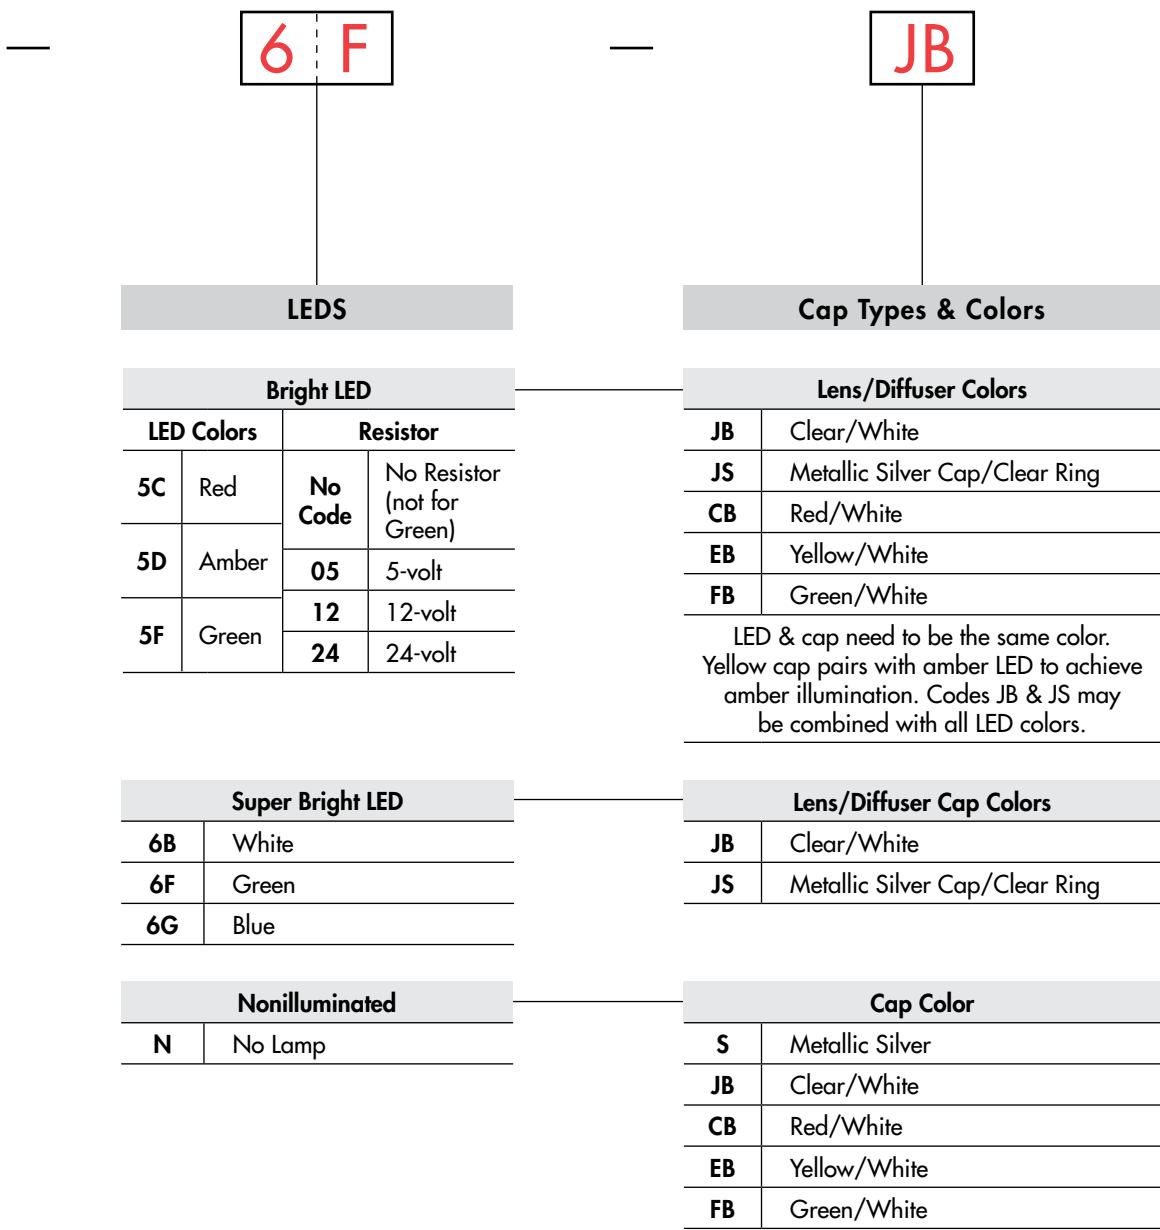 — 6 F — JB
LEDS
Bright LED
LED Colors Resistor
5C Red
5D Amber
5F Green
No Code
No Resistor
(not for
Green)
05 5-volt
12 12-volt
24 24-volt
Super Bright LED
6B White
6F Green
6G Blue
Nonilluminated
N No Lamp
Cap Types & Colors
Lens/Diffuser Colors
JB Clear/White
JS Metallic Silver Cap/Clear Ring
CB Red/White
EB Yellow/White
FB Green/White
LED & cap need to be the same color.
Yellow cap pairs with amber LED to achieve
amber illumination. Codes JB & JS may
be combined with all LED colors.
Lens/Diffuser Cap Colors
JB Clear/White
JS Metallic Silver Cap/Clear Ring
Cap Color
S Metallic Silver
JB Clear/White
CB Red/White
EB Yellow/White
FB Green/White